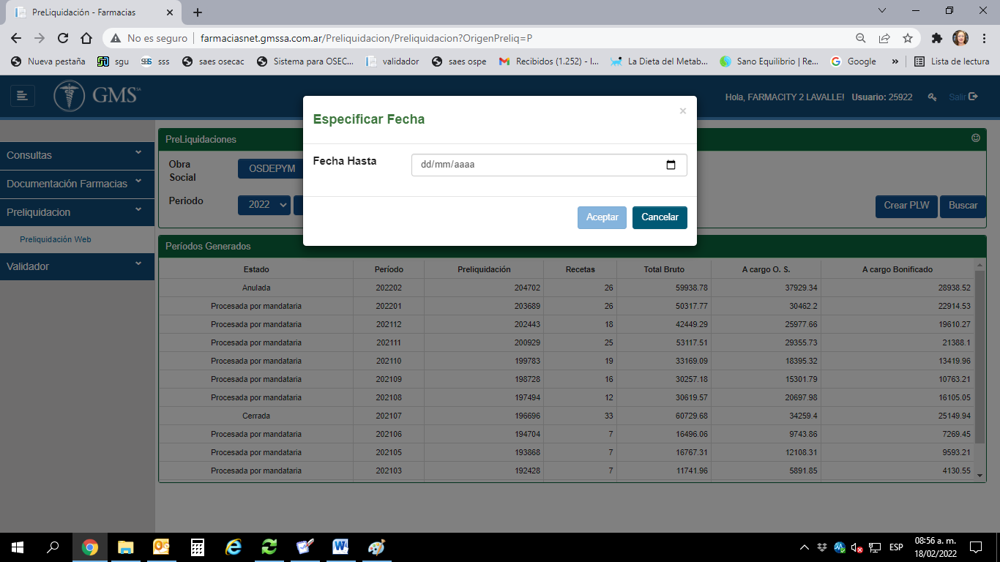 PreLiquidación - Farmacias
No es seguro farmaciasnet.gmssa.com.ar/Preliquidacion/Preliquidacion?OrigenPreliq=P
Nueva pestaña sgu sss saes osecac Sistema para OSEC... validador saes ospe Recibidos (1.252) - I... La Dieta del Metab... Sano Equilibrio | Re... Google » Lista de lectura
GMS SA
Hola, FARMACITY 2 LAVALLE! Usuario: 25922 Salir
Especificar Fecha ×
Fecha Hasta dd/mm/aaaa
Aceptar Cancelar
Consultas
Documentación Farmacias
Preliquidacion
Preliquidación Web
Validador
PreLiquidaciones
Obra Social OSDEPYM
Periodo 2022 Crear PLW Buscar
Períodos Generados
Estado Período Preliquidación Recetas Total Bruto A cargo O. S. A cargo Bonificado
Anulada 202202 204702 26 59938.78 37929.34 28938.52
Procesada por mandataria 202201 203689 26 50317.77 30462.2 22914.53
Procesada por mandataria 202112 202443 18 42449.29 25977.66 19610.27
Procesada por mandataria 202111 200929 25 53117.51 29355.73 21388.1
Procesada por mandataria 202110 199783 19 33169.09 18395.32 13419.96
Procesada por mandataria 202109 198728 16 30257.18 15301.79 10763.21
Procesada por mandataria 202108 197494 12 30619.57 20697.98 16105.05
Cerrada 202107 196696 33 60729.68 34259.4 25149.94
Procesada por mandataria 202106 194704 7 16496.06 9743.86 7269.45
Procesada por mandataria 202105 193868 7 16767.31 12108.31 9593.21
Procesada por mandataria 202103 192428 7 11741.96 5891.85 4130.55
ESP 08:56 a. m.
18/02/2022